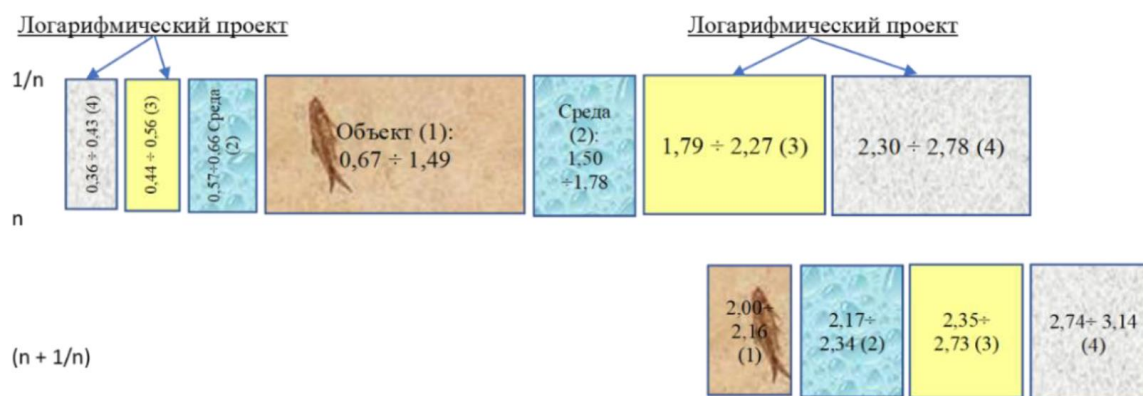 Логарифмический проект
Логарифмический проект
1/n
0,36 ÷ 0,43 (4)
0,44 ÷ 0,56 (3)
0,57÷0,66 Среда
(2)
Объект (1):
0,67 ÷ 1,49
Среда
(2):
1,50
÷1,78
1,79 ÷ 2,27 (3)
2,30 ÷ 2,78 (4)
n
2,00÷
2,16
(1)
2,17÷
2,34 (2)
2,35÷
2,73 (3)
2,74÷ 3,14
(4)
(n + 1/n)